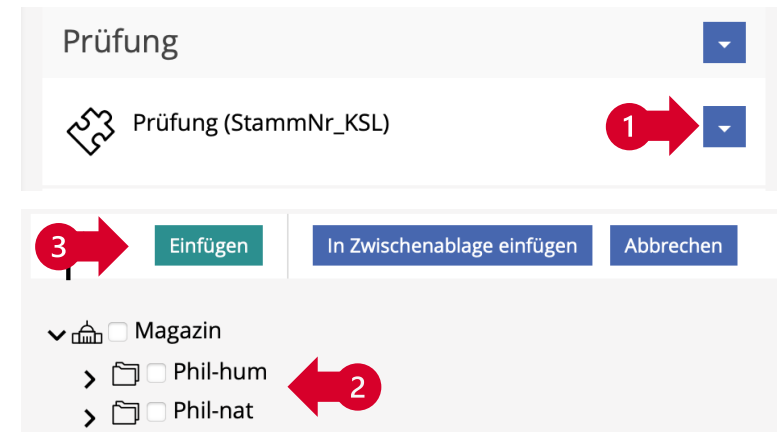 Prüfung
Prüfung (StammNr_KSL)
1
3
Einfügen
In Zwischenablage einfügen
Abbrechen
Magazin
Phil-hum
2
Phil-nat